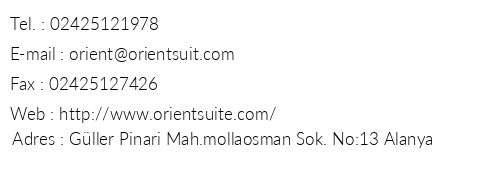 Tel. : 02425121978
E-mail : orient@orientsuit.com
Fax : 02425127426
Web : http://www.orientsuite.com/
Adres : Güller Pinari Mah.mollaosman Sok. No:13 Alanya